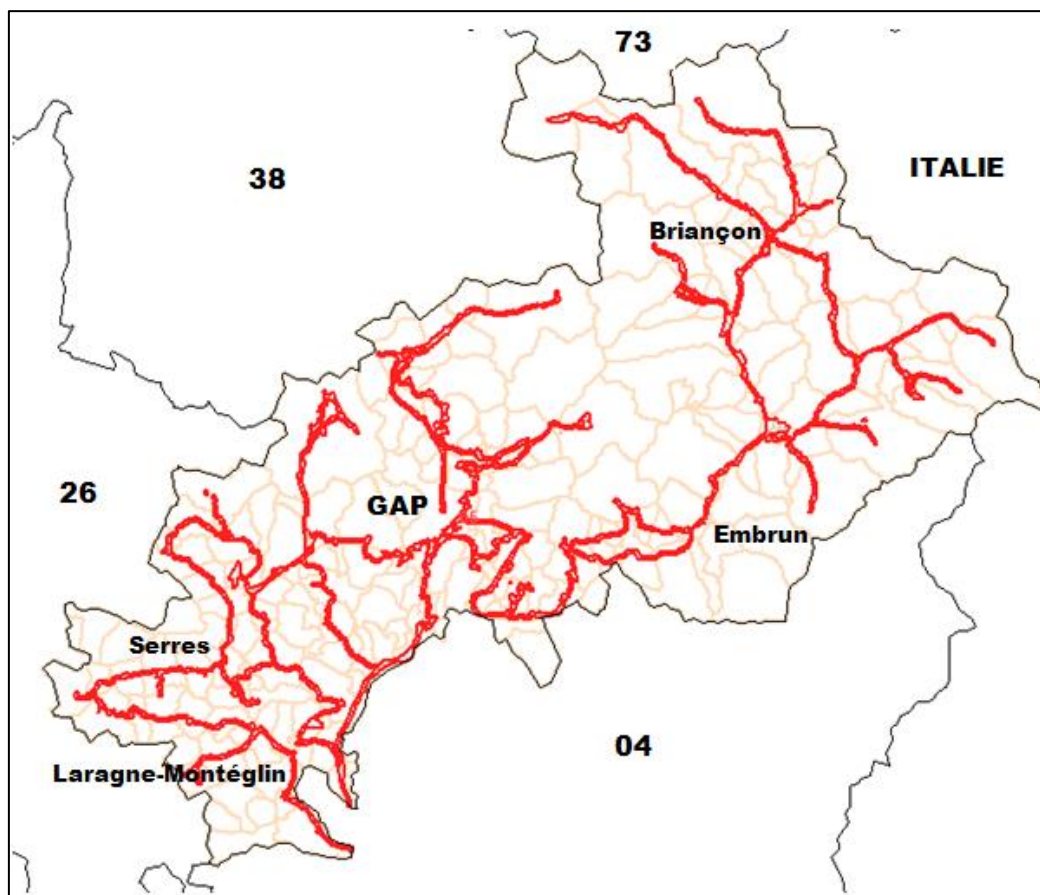 73
38
ITALIE
Briançon
26
GAP
Embrun
Serres
04
Laragne-Montéglin